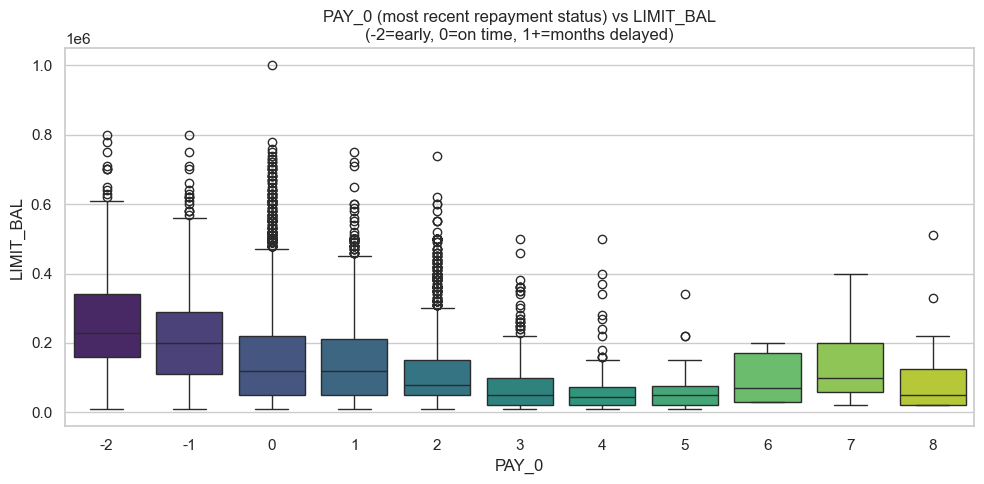 PAY_0 (most recent repayment status) vs LIMIT_BAL
(-2=early, 0=on time, 1+=months delayed)
1e6
1.0
0.8
0.6
0.4
0.2
0.0
LIMIT_BAL
-2 -1 0 1 2 3 4 5 6 7 8
PAY_0